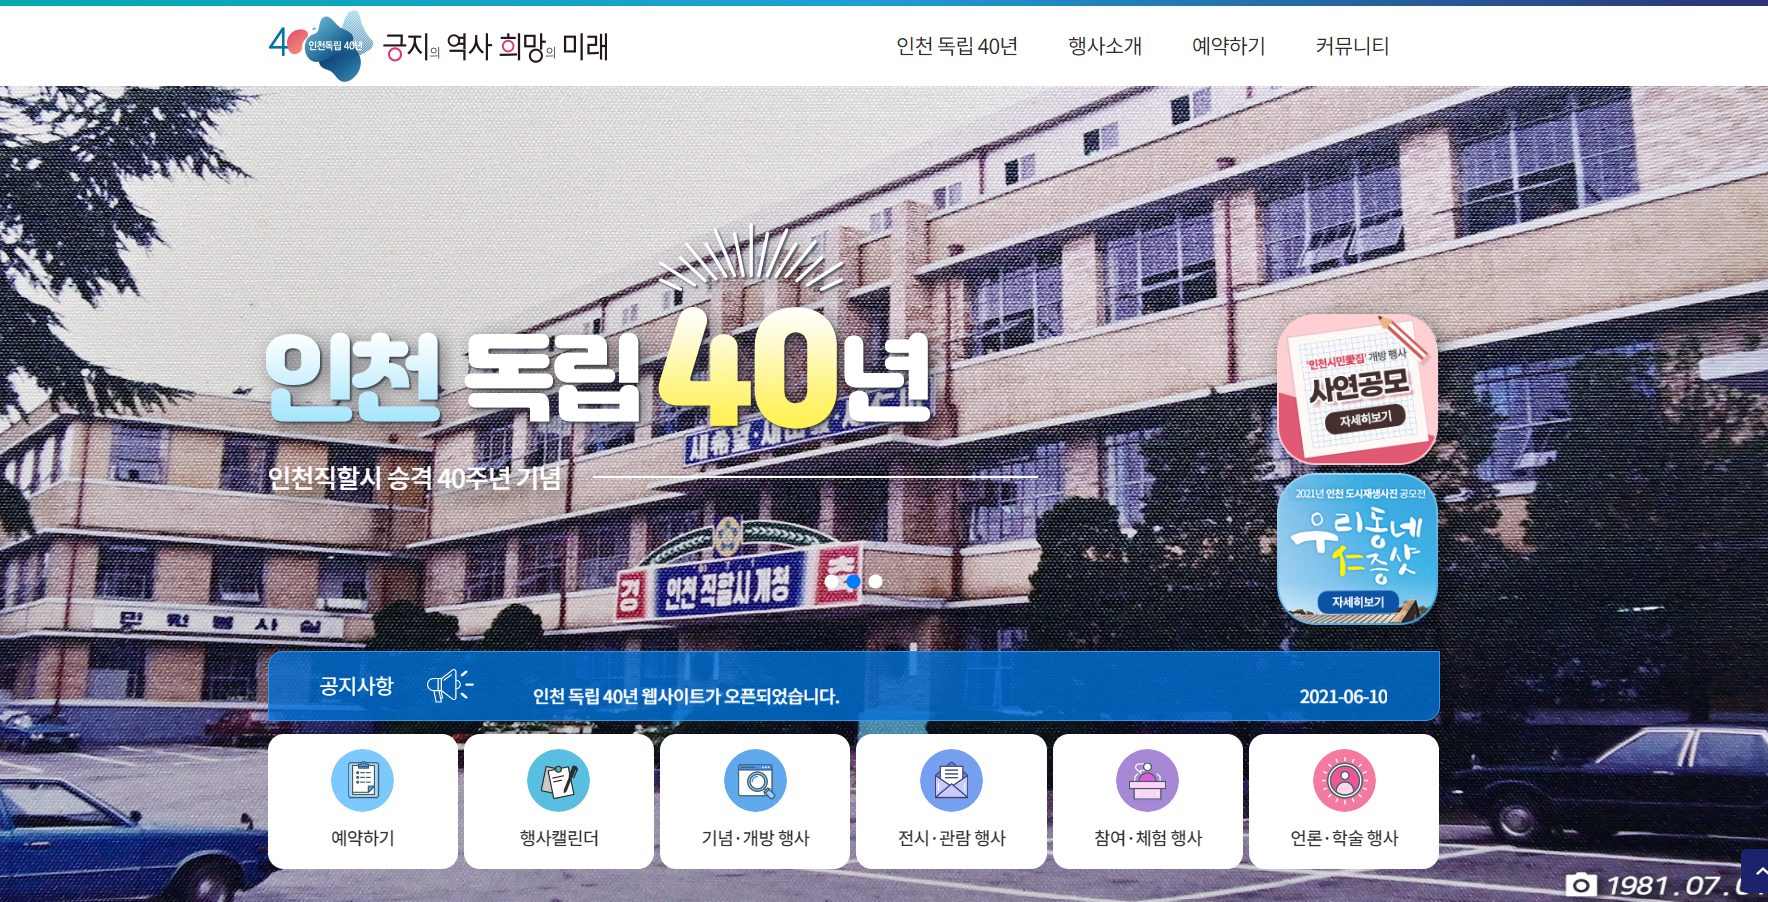 40 인천독립 40년 긍지의 역사 희망의 미래
인천 독립 40년 행사소개 예약하기 커뮤니티
인천 독립 40년
인천직할시 승격 40주년 기념
'인천시민愛집' 개방 행사
사연공모
자세히보기
2021년 인천 도시재생사진 공모전
우리동네
仁증샷
자세히보기
경 인천 직할시 개청 축
민원봉사실
공지사항 인천 독립 40년 웹사이트가 오픈되었습니다. 2021-06-10
예약하기 행사캘린더 기념·개방 행사 전시·관람 행사 참여·체험 행사 언론·학술 행사
1981.07.0